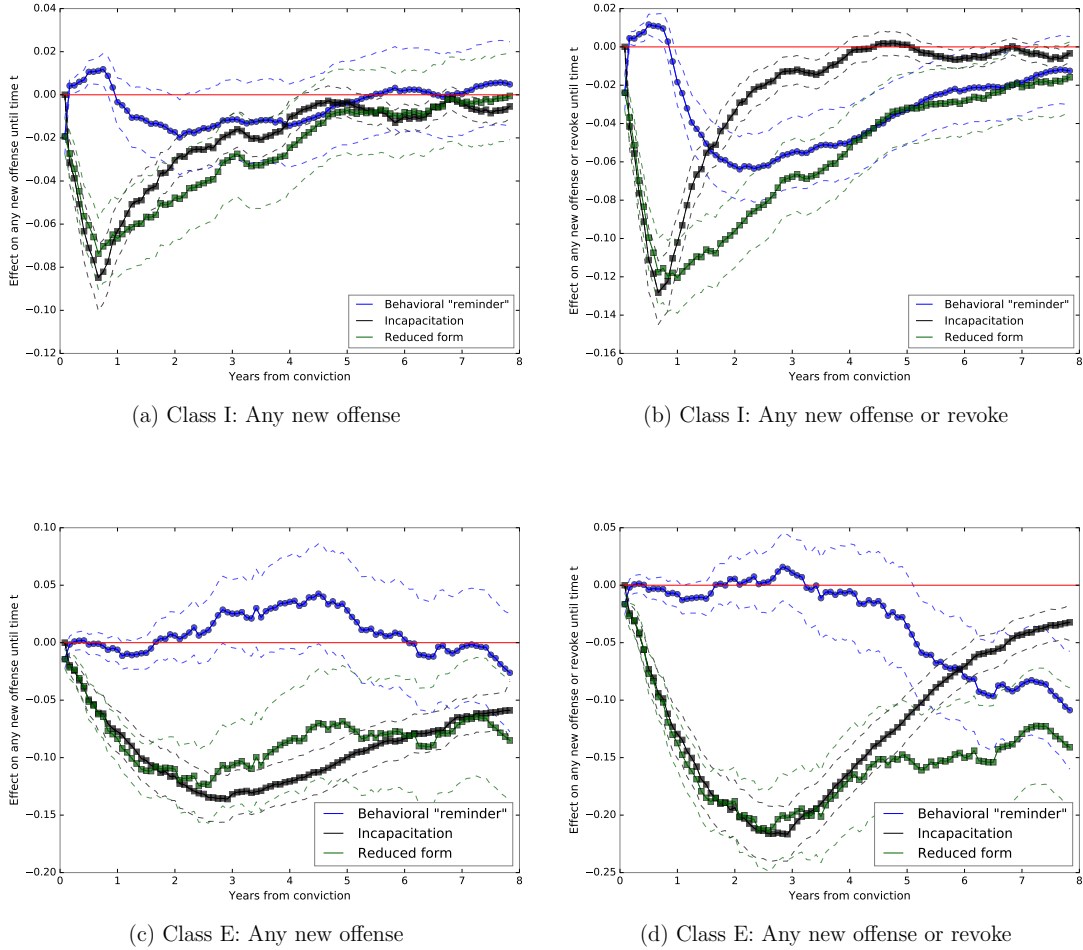 0.04
0.02
0.00
−0.02
−0.04
−0.06
−0.08
−0.10
−0.12
Effect on any new offense until time t
0 1 2 3 4 5 6 7 8
Years from conviction
Behavioral "reminder"
Incapacitation
Reduced form
(a) Class I: Any new offense
0.00
−0.02
−0.04
−0.06
−0.08
−0.10
−0.12
−0.14
−0.16
Effect on any new offense or revoke until time t
0 1 2 3 4 5 6 7 8
Years from conviction
Behavioral "reminder"
Incapacitation
Reduced form
(b) Class I: Any new offense or revoke
0.10
0.05
0.00
−0.05
−0.10
−0.15
−0.20
Effect on any new offense until time t
0 1 2 3 4 5 6 7 8
Years from conviction
Behavioral "reminder"
Incapacitation
Reduced form
(c) Class E: Any new offense
0.05
0.00
−0.05
−0.10
−0.15
−0.20
−0.25
Effect on any new offense or revoke until time t
0 1 2 3 4 5 6 7 8
Years from conviction
Behavioral "reminder"
Incapacitation
Reduced form
(d) Class E: Any new offense or revoke